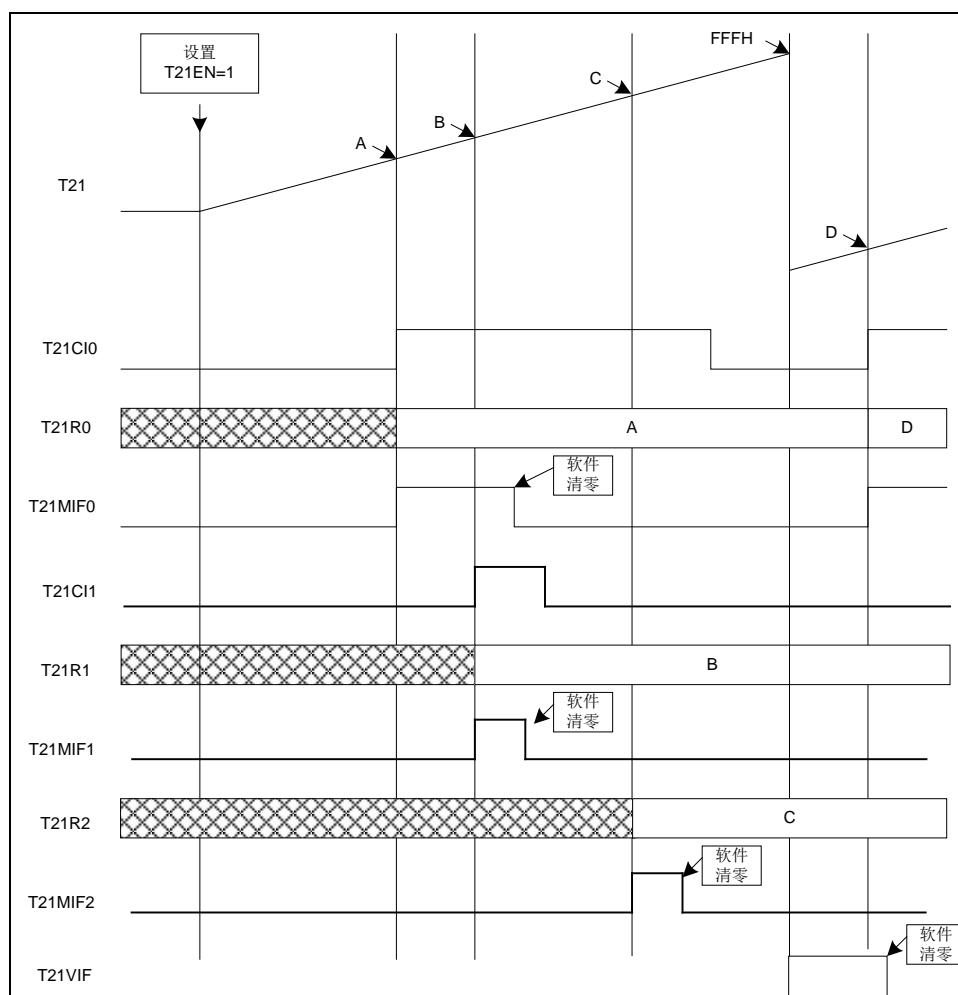 设置
T21EN=1
FFFH
C
B
A
T21
D
T21CI0
T21R0
A
D
软件
清零
T21MIF0
T21CI1
T21R1
B
软件
清零
T21MIF1
T21R2
C
软件
清零
T21MIF2
软件
清零
T21VIF